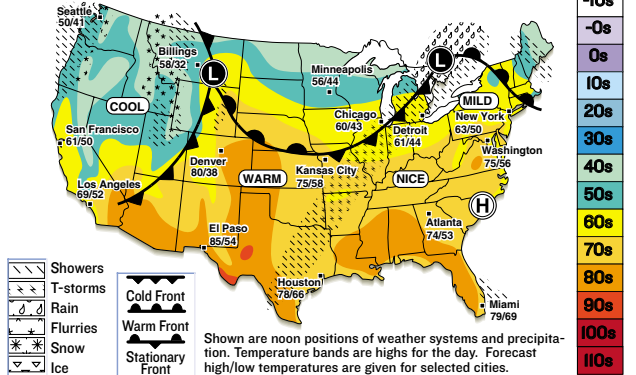 Seattle
50/41
Billings
58/32
L
Minneapolis
56/44
L
COOL
MILD
Chicago
60/43
New York
63/50
Detroit
61/44
San Francisco
61/50
Washington
75/56
Denver
80/38
Kansas City
75/58
WARM
NICE
Los Angeles
69/52
H
Atlanta
74/53
El Paso
85/54
Houston
78/66
Miami
79/69
Showers
T-storms
Rain
Flurries
Snow
Ice
Cold Front
Warm Front
Stationary
Front
Shown are noon positions of weather systems and precipita-
tion. Temperature bands are highs for the day. Forecast
high/low temperatures are given for selected cities.
-10s
-0s
0s
10s
20s
30s
40s
50s
60s
70s
80s
90s
100s
110s